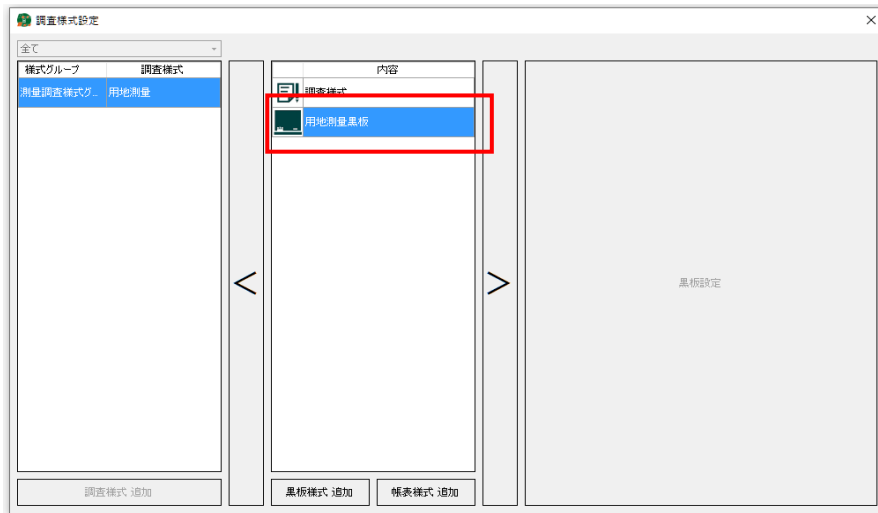 調査様式設定
全て
様式グループ 調査様式
測量調査様式グ... 用地測量
内容
調査様式
用地測量黒板
<
>
黒板設定
調査様式 追加
黒板様式 追加 帳表様式 追加